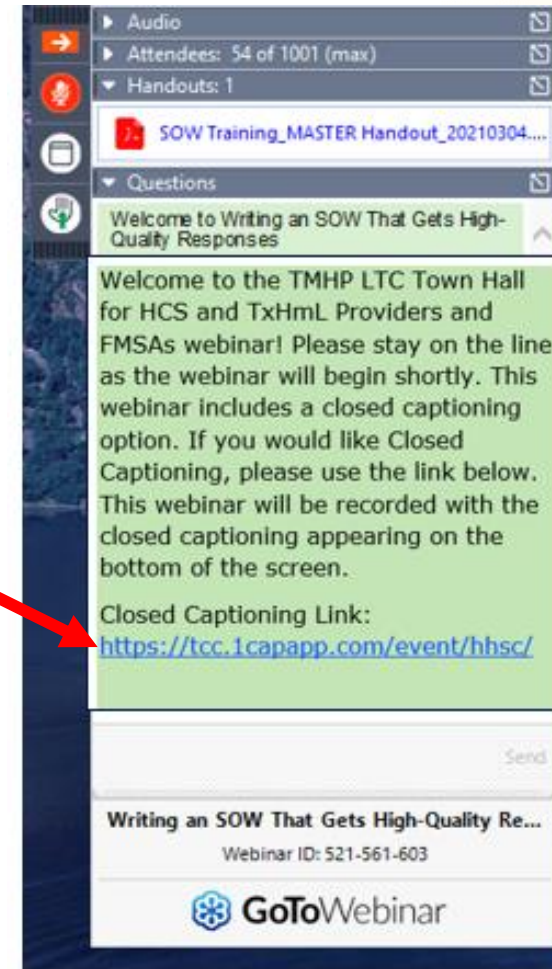 Audio
Attendees: 54 of 1001 (max)
Handouts: 1
SOW Training_MASTER Handout_20210304....
Questions
Welcome to Writing an SOW That Gets High-
Quality Responses
Welcome to the TMHP LTC Town Hall
for HCS and TxHmL Providers and
FMSAs webinar! Please stay on the line
as the webinar will begin shortly. This
webinar includes a closed captioning
option. If you would like Closed
Captioning, please use the link below.
This webinar will be recorded with the
closed captioning appearing on the
bottom of the screen.
Closed Captioning Link:
https://tcc.1capapp.com/event/hhsc/
Send
Writing an SOW That Gets High-Quality Re...
Webinar ID: 521-561-603
GoToWebinar